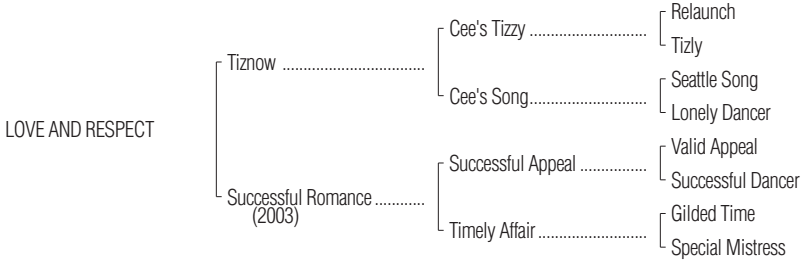 Relaunch
Cee's Tizzy ..........................
Tizly
Tiznow ................................
Seattle Song
Cee's Song..........................
Lonely Dancer
LOVE AND RESPECT
Valid Appeal
Successful Appeal ...............
Successful Dancer
Successful Romance ...........
(2003)
Gilded Time
Timely Affair ........................
Special Mistress